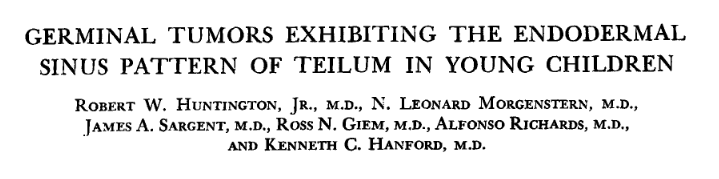 GERMINAL TUMORS EXHIBITING THE ENDODERMAL
SINUS PATTERN OF TEILUM IN YOUNG CHILDREN
ROBERT W. HUNTINGTON, JR., M.D., N. LEONARD MORGENSTERN, M.D.,
JAMES A. SARGENT, M.D., ROSS N. GIEM, M.D., ALFONSO RICHARDS, M.D.,
AND KENNETH C. HANFORD, M.D.